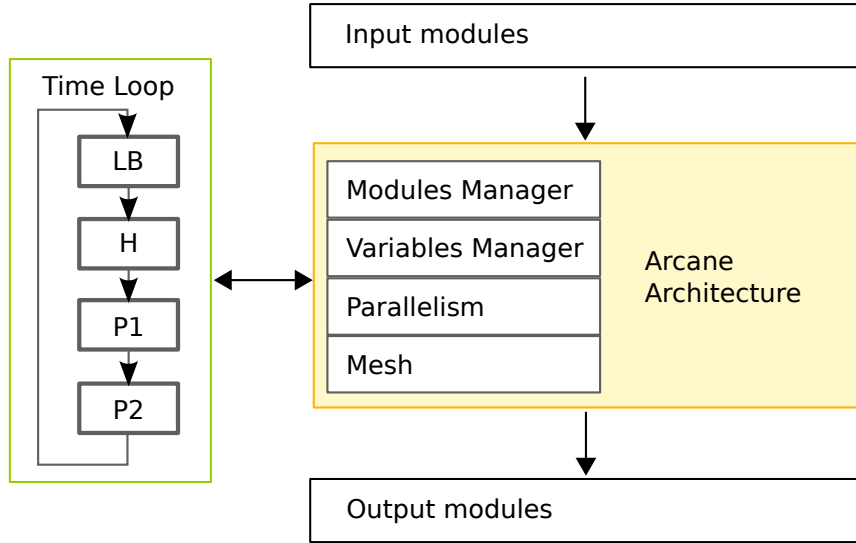 Input modules
Time Loop
LB
H
P1
P2
Modules Manager
Variables Manager
Parallelism
Mesh
Arcane
Architecture
Output modules